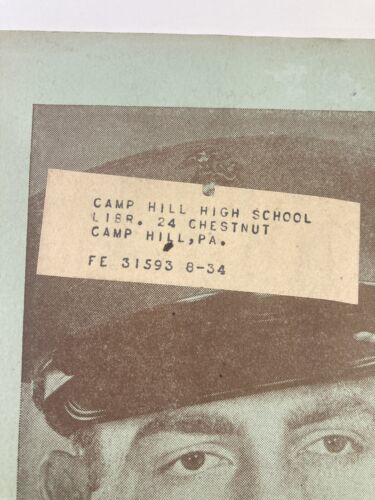 CAMP HILL HIGH SCHOOL
LIBR. 24 CHESTNUT
CAMP HILL,PA.
FE 31593 8-34